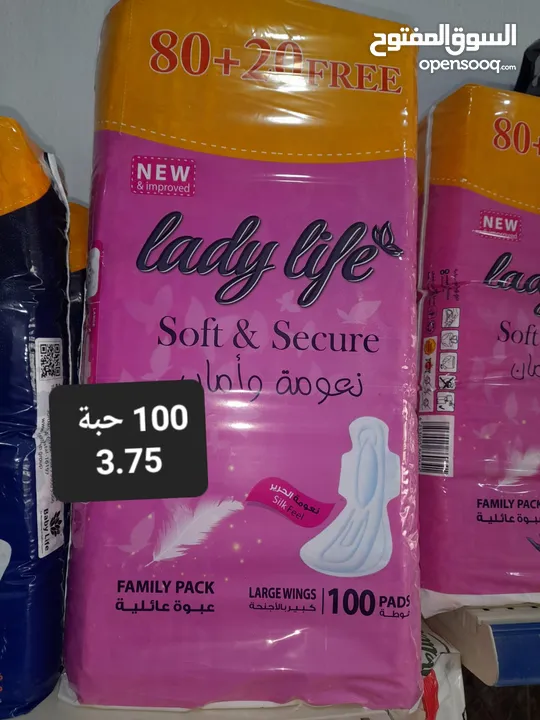 السوق المفتوح
opensooq.com
80+20 FREE
NEW
& improved
lady life
Soft & Secure
نعومة وأمان
100 حبة
3.75
نعومة الحرير
Silk Feel
FAMILY PACK
عبوة عائلية
LARGE WINGS
كبير بالأجنحة
100 PADS
فوطة
Baby Life
80+
NEW
lad
Soft
FAMILY PACK
عبوة عائلية